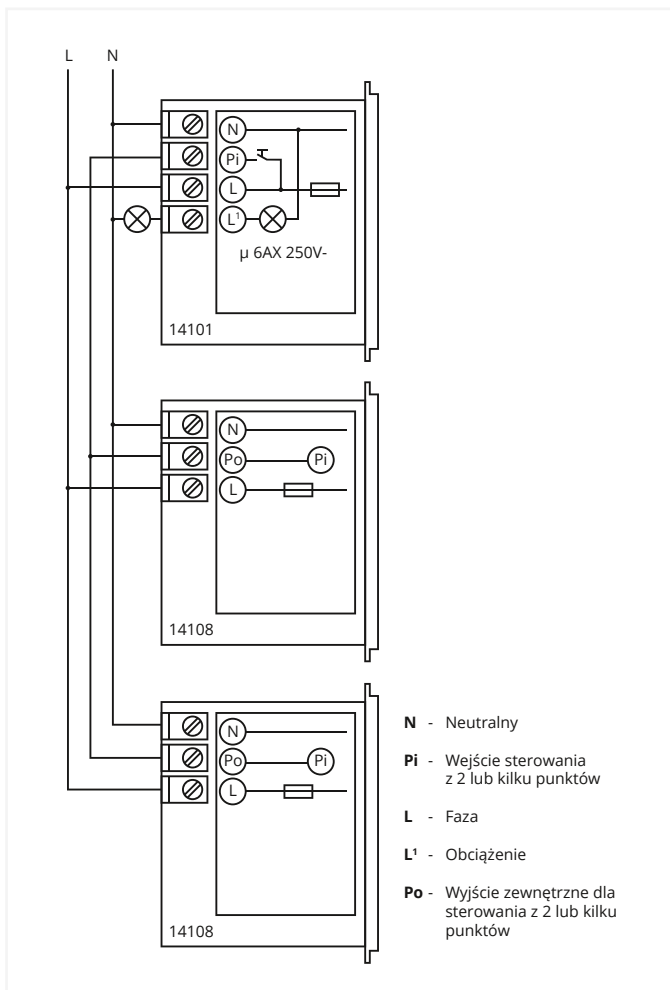 L N
N
Pi
L
L¹
µ 6AX 250V-
14101
N
Po Pi
L
14108
N
Po Pi
L
14108
N - Neutralny
Pi - Wejście sterowania
z 2 lub kilku punktów
L - Faza
L¹ - Obciążenie
Po - Wyjście zewnętrzne dla
sterowania z 2 lub kilku
punktów